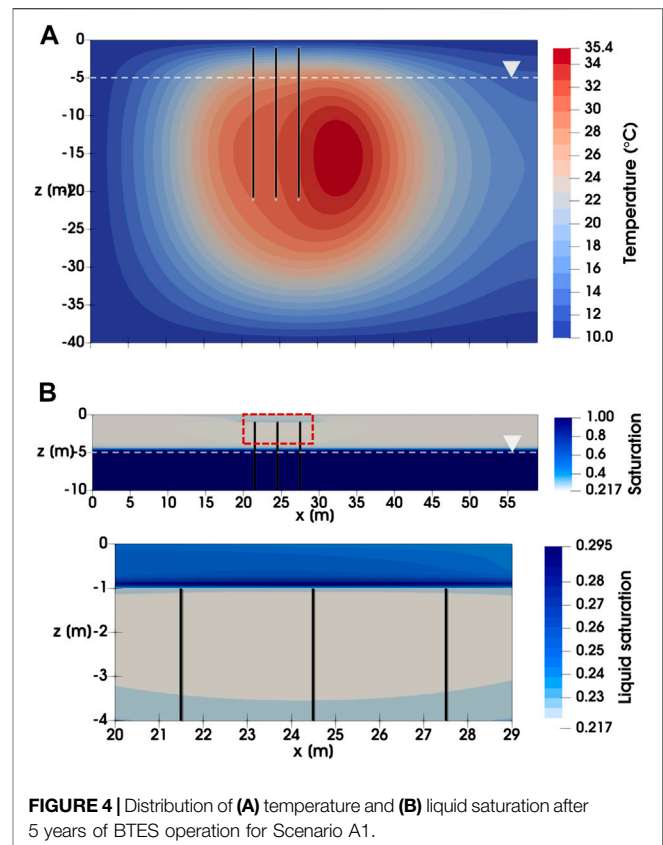 A
0
-5
-10
-15
z (m)-20
-25
-30
-35
-40
35.4
34
32
30
28
26
24
22
20
18
16
14
12
10.0
Temperature (°C)
B
0
z (m)-5
-10
0 5 10 15 20 25 30 35 40 45 50 55
x (m)
1.00
0.8
0.6
0.4
0.217
Saturation
0
-1
z (m)-2
-3
-4
20 21 22 23 24 25 26 27 28 29
x (m)
0.295
0.28
0.27
0.26
0.25
0.23
0.217
Liquid saturation
FIGURE 4 | Distribution of (A) temperature and (B) liquid saturation after
5 years of BTES operation for Scenario A1.